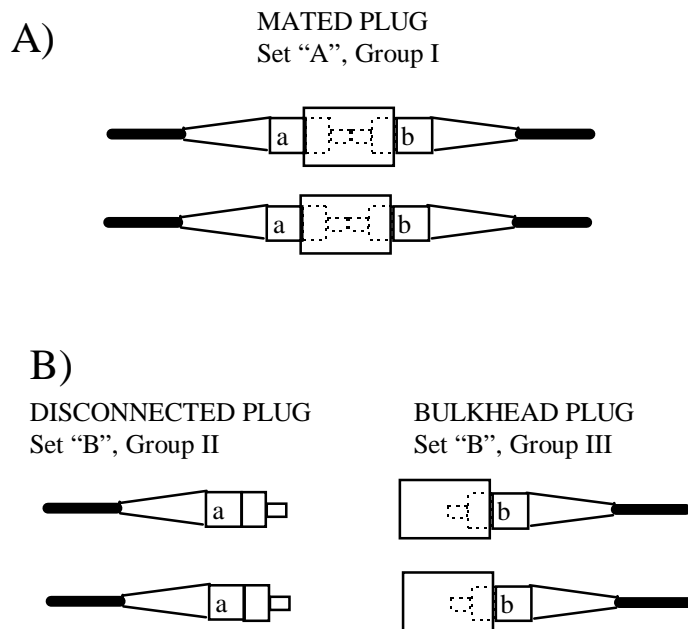 A)
MATED PLUG
Set “A”, Group I
a b
a b
B)
DISCONNECTED PLUG
Set “B”, Group II
a
a
BULKHEAD PLUG
Set “B”, Group III
b
b